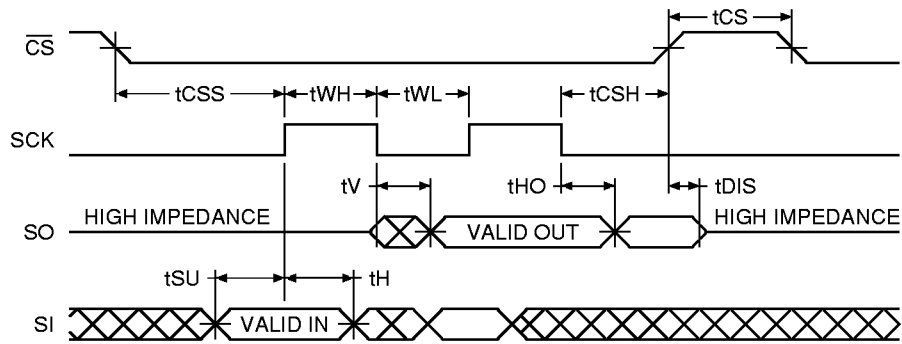 tCS
CS
tCSS
tWH
tWL
tCSH
SCK
tV
tHO
tDIS
HIGH IMPEDANCE
VALID OUT
HIGH IMPEDANCE
SO
tSU
tH
SI
VALID IN